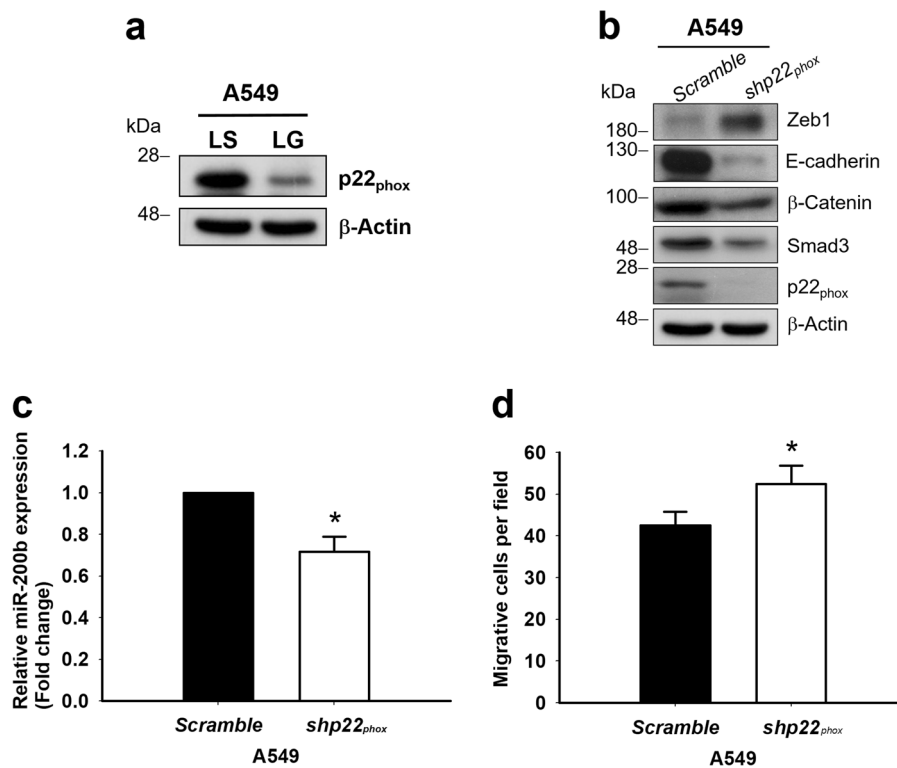 a
A549
kDa
LS LG
28–
p22phox
48–
β-Actin
b
A549
Scramble shp22phox
kDa
Zeb1
180–
130–
E-cadherin
100–
β-Catenin
48–
Smad3
28–
p22phox
48–
β-Actin
c
Relative miR-200b expression
(Fold change)
1.2
1.0
0.8
0.6
0.4
0.2
0.0
*
Scramble shp22phox
A549
d
Migrative cells per field
60
50
40
30
20
10
0
*
Scramble shp22phox
A549